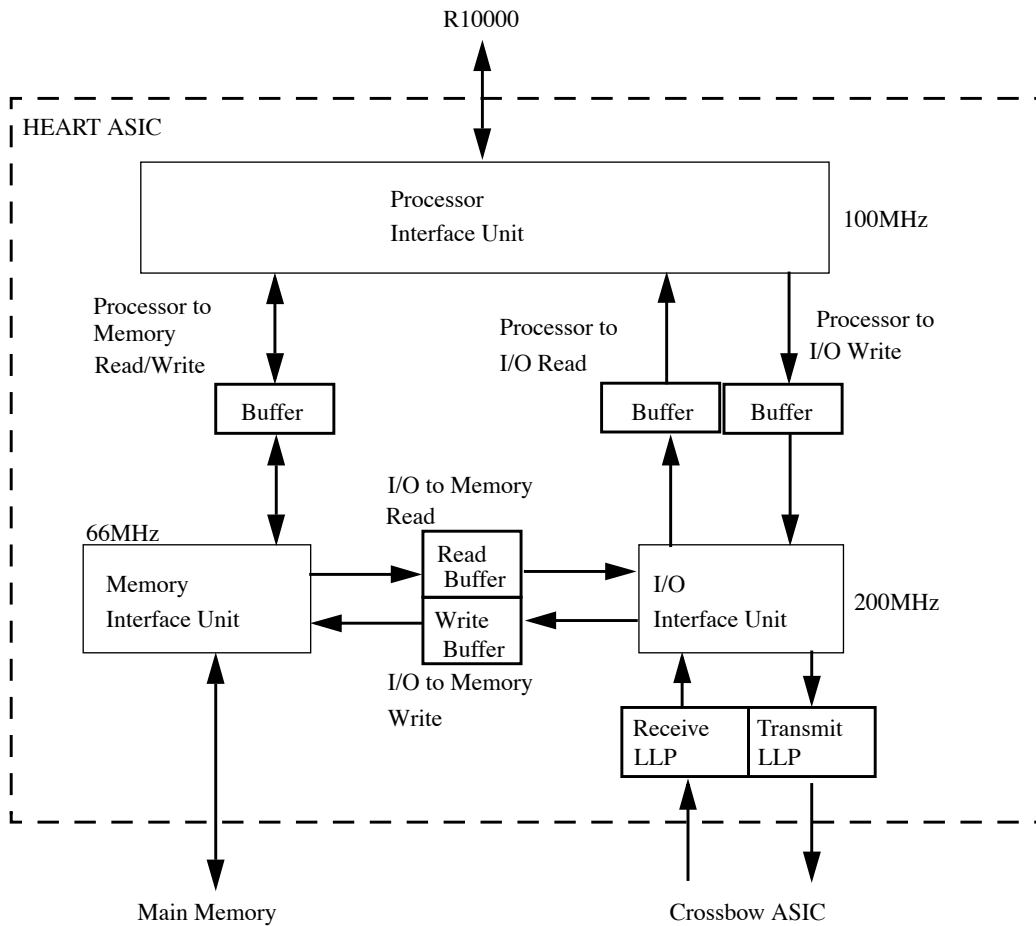 R10000
HEART ASIC
Processor
Interface Unit
100MHz
Processor to
Memory
Read/Write
Processor to
I/O Read
Processor to
I/O Write
Buffer
Buffer
Buffer
I/O to Memory
Read
66MHz
Memory
Interface Unit
Read
Buffer
Write
Buffer
I/O
Interface Unit
200MHz
I/O to Memory
Write
Receive
LLP
Transmit
LLP
Main Memory
Crossbow ASIC